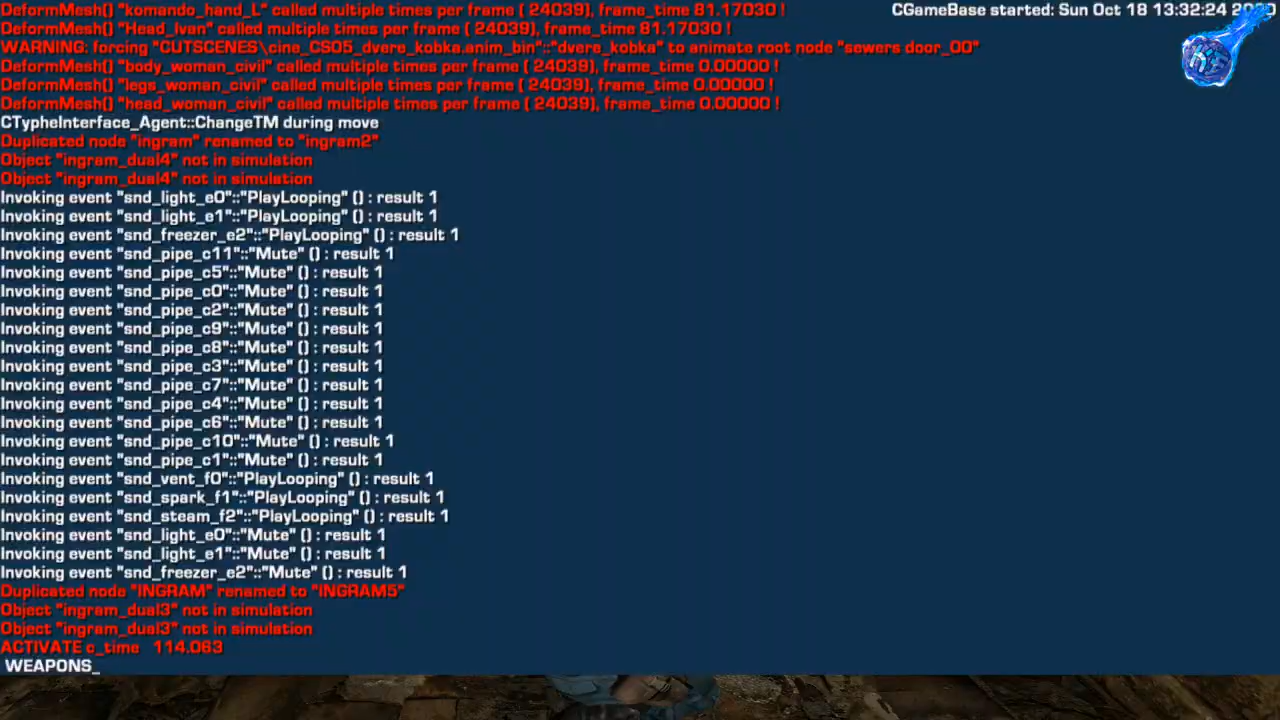 DeformMesh() "komando_hand_L" called multiple times per frame ( 24039), frame_time 81.17030 !
CGameBase started: Sun Oct 18 13:32:24
DeformMesh() "Head_Ivan" called multiple times per frame ( 24039), frame_time 81.17030 !
WARNING: forcing "CUTSCENES\cine_CS05_dvere_kobka.anim_bin"::"dvere_kobka" to animate root node "sewers door_00"
DeformMesh() "body_woman_civil" called multiple times per frame ( 24039), frame_time 0.00000 !
DeformMesh() "legs_woman_civil" called multiple times per frame ( 24039), frame_time 0.00000 !
DeformMesh() "head_woman_civil" called multiple times per frame ( 24039), frame_time 0.00000 !
CTypheInterface_Agent::ChangeTM during move
Duplicated node "ingram" renamed to "ingram2"
Object "ingram_dual4" not in simulation
Object "ingram_dual4" not in simulation
Invoking event "snd_light_e0"::"PlayLooping" () : result 1
Invoking event "snd_light_e1"::"PlayLooping" () : result 1
Invoking event "snd_freezer_e2"::"PlayLooping" () : result 1
Invoking event "snd_pipe_c11"::"Mute" () : result 1
Invoking event "snd_pipe_c5"::"Mute" () : result 1
Invoking event "snd_pipe_c0"::"Mute" () : result 1
Invoking event "snd_pipe_c2"::"Mute" () : result 1
Invoking event "snd_pipe_c9"::"Mute" () : result 1
Invoking event "snd_pipe_c8"::"Mute" () : result 1
Invoking event "snd_pipe_c3"::"Mute" () : result 1
Invoking event "snd_pipe_c7"::"Mute" () : result 1
Invoking event "snd_pipe_c4"::"Mute" () : result 1
Invoking event "snd_pipe_c6"::"Mute" () : result 1
Invoking event "snd_pipe_c10"::"Mute" () : result 1
Invoking event "snd_pipe_c1"::"Mute" () : result 1
Invoking event "snd_vent_f0"::"PlayLooping" () : result 1
Invoking event "snd_spark_f1"::"PlayLooping" () : result 1
Invoking event "snd_steam_f2"::"PlayLooping" () : result 1
Invoking event "snd_light_e0"::"Mute" () : result 1
Invoking event "snd_light_e1"::"Mute" () : result 1
Invoking event "snd_freezer_e2"::"Mute" () : result 1
Duplicated node "INGRAM" renamed to "INGRAM5"
Object "ingram_dual3" not in simulation
Object "ingram_dual3" not in simulation
ACTIVATE c_time 114.063
WEAPONS_